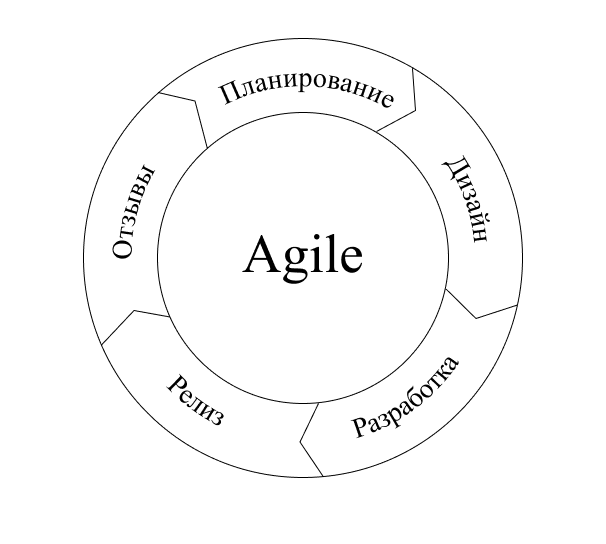 Планирование
Дизайн
Разработка
Релиз
Отзывы
Agile